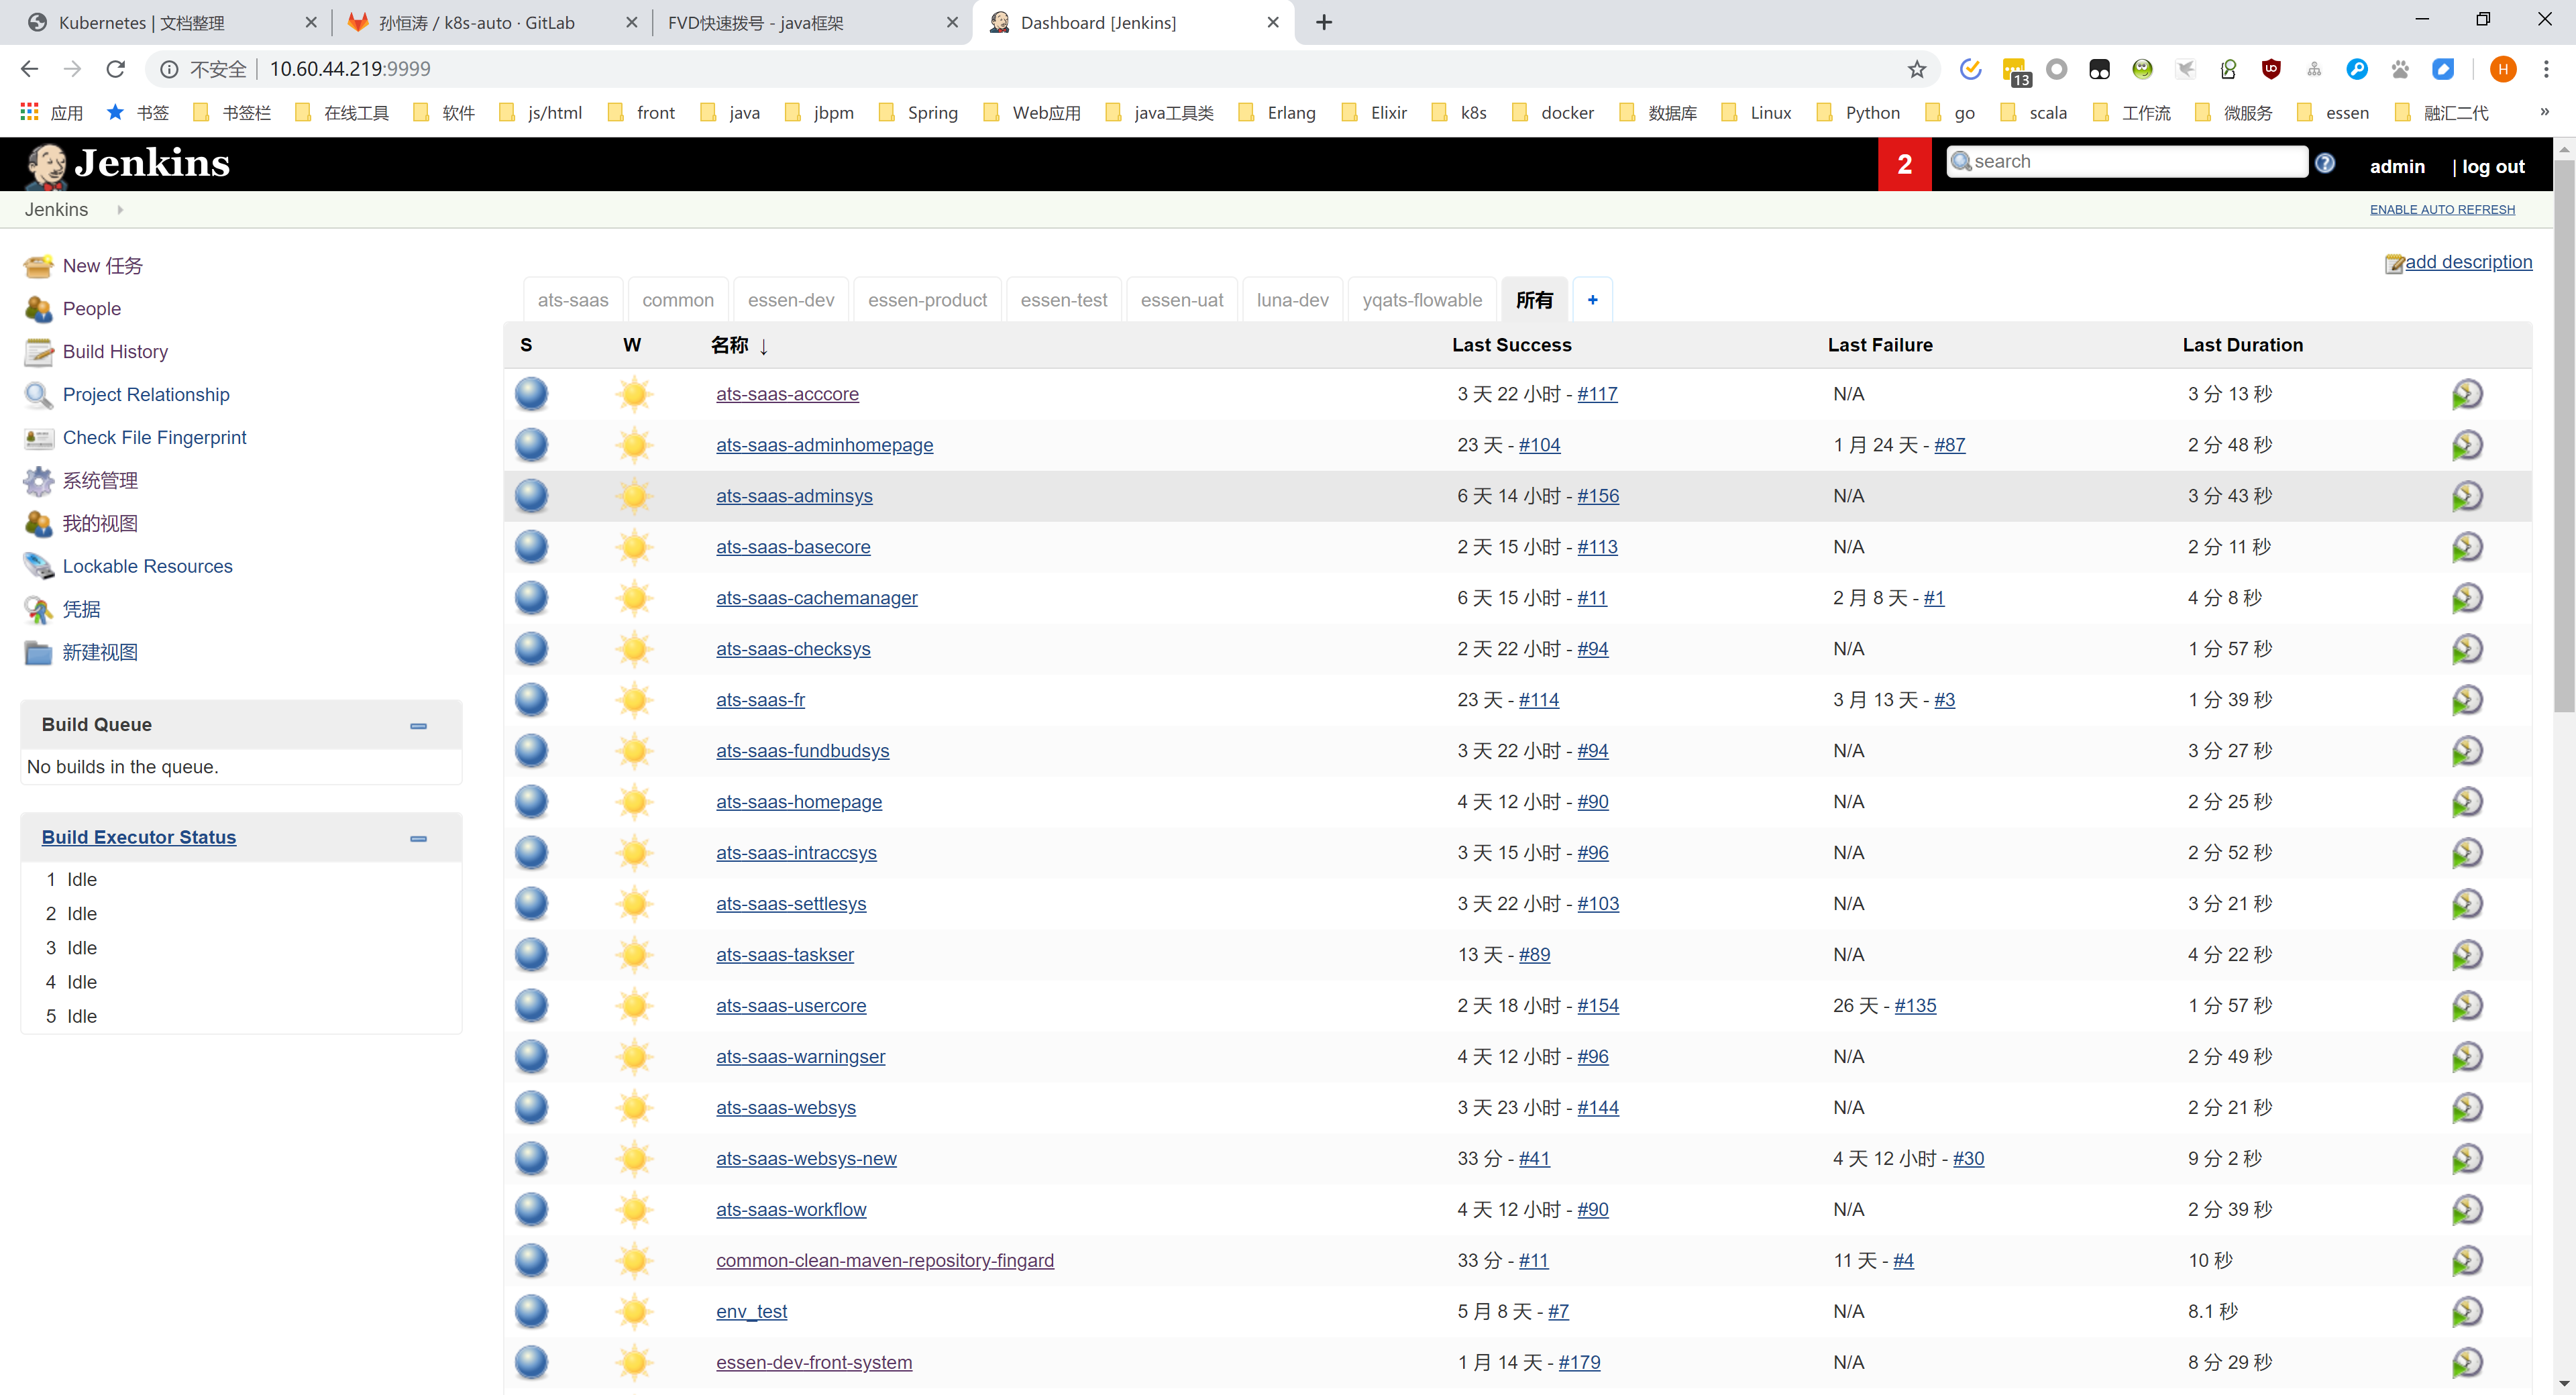 Kubernetes | 文档整理
孙恒涛 / k8s-auto · GitLab
FVD快速拨号 - java框架
Dashboard [Jenkins]
不安全 | 10.60.44.219:9999
13
H
应用 书签 书签栏 在线工具 软件 js/html front java jbpm Spring Web应用 java工具类 Erlang Elixir k8s docker 数据库 Linux Python go scala 工作流 微服务 essen 融汇二代 »
Jenkins 2 search admin | log out
Jenkins ENABLE AUTO REFRESH
New 任务
People
Build History
Project Relationship
Check File Fingerprint
系统管理
我的视图
Lockable Resources
凭据
新建视图
Build Queue
No builds in the queue.
Build Executor Status
1 Idle
2 Idle
3 Idle
4 Idle
5 Idle
add description
ats-saas common essen-dev essen-product essen-test essen-uat luna-dev yqats-flowable 所有 +
S W 名称 ↓ Last Success Last Failure Last Duration
ats-saas-acccore 3 天 22 小时 - #117 N/A 3 分 13 秒
ats-saas-adminhomepage 23 天 - #104 1 月 24 天 - #87 2 分 48 秒
ats-saas-adminsys 6 天 14 小时 - #156 N/A 3 分 43 秒
ats-saas-basecore 2 天 15 小时 - #113 N/A 2 分 11 秒
ats-saas-cachemanager 6 天 15 小时 - #11 2 月 8 天 - #1 4 分 8 秒
ats-saas-checksys 2 天 22 小时 - #94 N/A 1 分 57 秒
ats-saas-fr 23 天 - #114 3 月 13 天 - #3 1 分 39 秒
ats-saas-fundbudsys 3 天 22 小时 - #94 N/A 3 分 27 秒
ats-saas-homepage 4 天 12 小时 - #90 N/A 2 分 25 秒
ats-saas-intraccsys 3 天 15 小时 - #96 N/A 2 分 52 秒
ats-saas-settlesys 3 天 22 小时 - #103 N/A 3 分 21 秒
ats-saas-taskser 13 天 - #89 N/A 4 分 22 秒
ats-saas-usercore 2 天 18 小时 - #154 26 天 - #135 1 分 57 秒
ats-saas-warningser 4 天 12 小时 - #96 N/A 2 分 49 秒
ats-saas-websys 3 天 23 小时 - #144 N/A 2 分 21 秒
ats-saas-websys-new 33 分 - #41 4 天 12 小时 - #30 9 分 2 秒
ats-saas-workflow 4 天 12 小时 - #90 N/A 2 分 39 秒
common-clean-maven-repository-fingard 33 分 - #11 11 天 - #4 10 秒
env_test 5 月 8 天 - #7 N/A 8.1 秒
essen-dev-front-system 1 月 14 天 - #179 N/A 8 分 29 秒